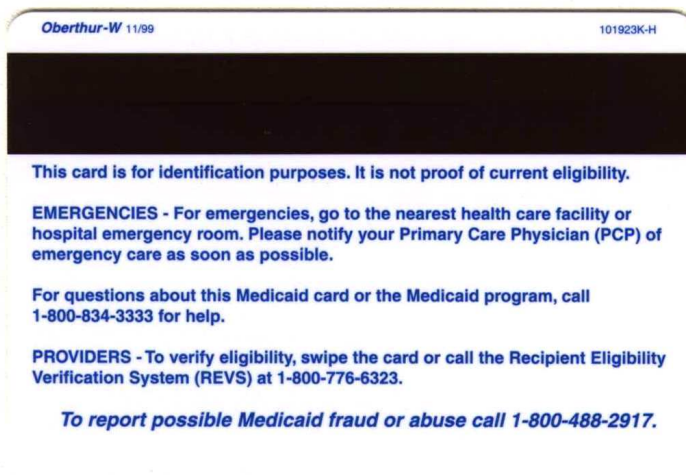 Oberthur-W 11/99 101923K-H
This card is for identification purposes. It is not proof of current eligibility.
EMERGENCIES - For emergencies, go to the nearest health care facility or
hospital emergency room. Please notify your Primary Care Physician (PCP) of
emergency care as soon as possible.
For questions about this Medicaid card or the Medicaid program, call
1-800-834-3333 for help.
PROVIDERS - To verify eligibility, swipe the card or call the Recipient Eligibility
Verification System (REVS) at 1-800-776-6323.
To report possible Medicaid fraud or abuse call 1-800-488-2917.